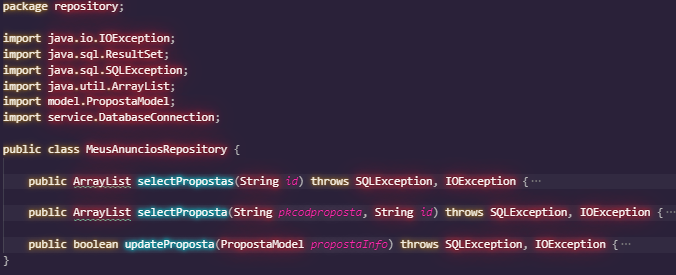 package repository;
import java.io.IOException;
import java.sql.ResultSet;
import java.sql.SQLException;
import java.util.ArrayList;
import model.PropostaModel;
import service.DatabaseConnection;
public class MeusAnunciosRepository {
public ArrayList selectPropostas(String id) throws SQLException, IOException {···
public ArrayList selectProposta(String pkcodproposta, String id) throws SQLException, IOException {···
public boolean updateProposta(PropostaModel propostaInfo) throws SQLException, IOException {···
}